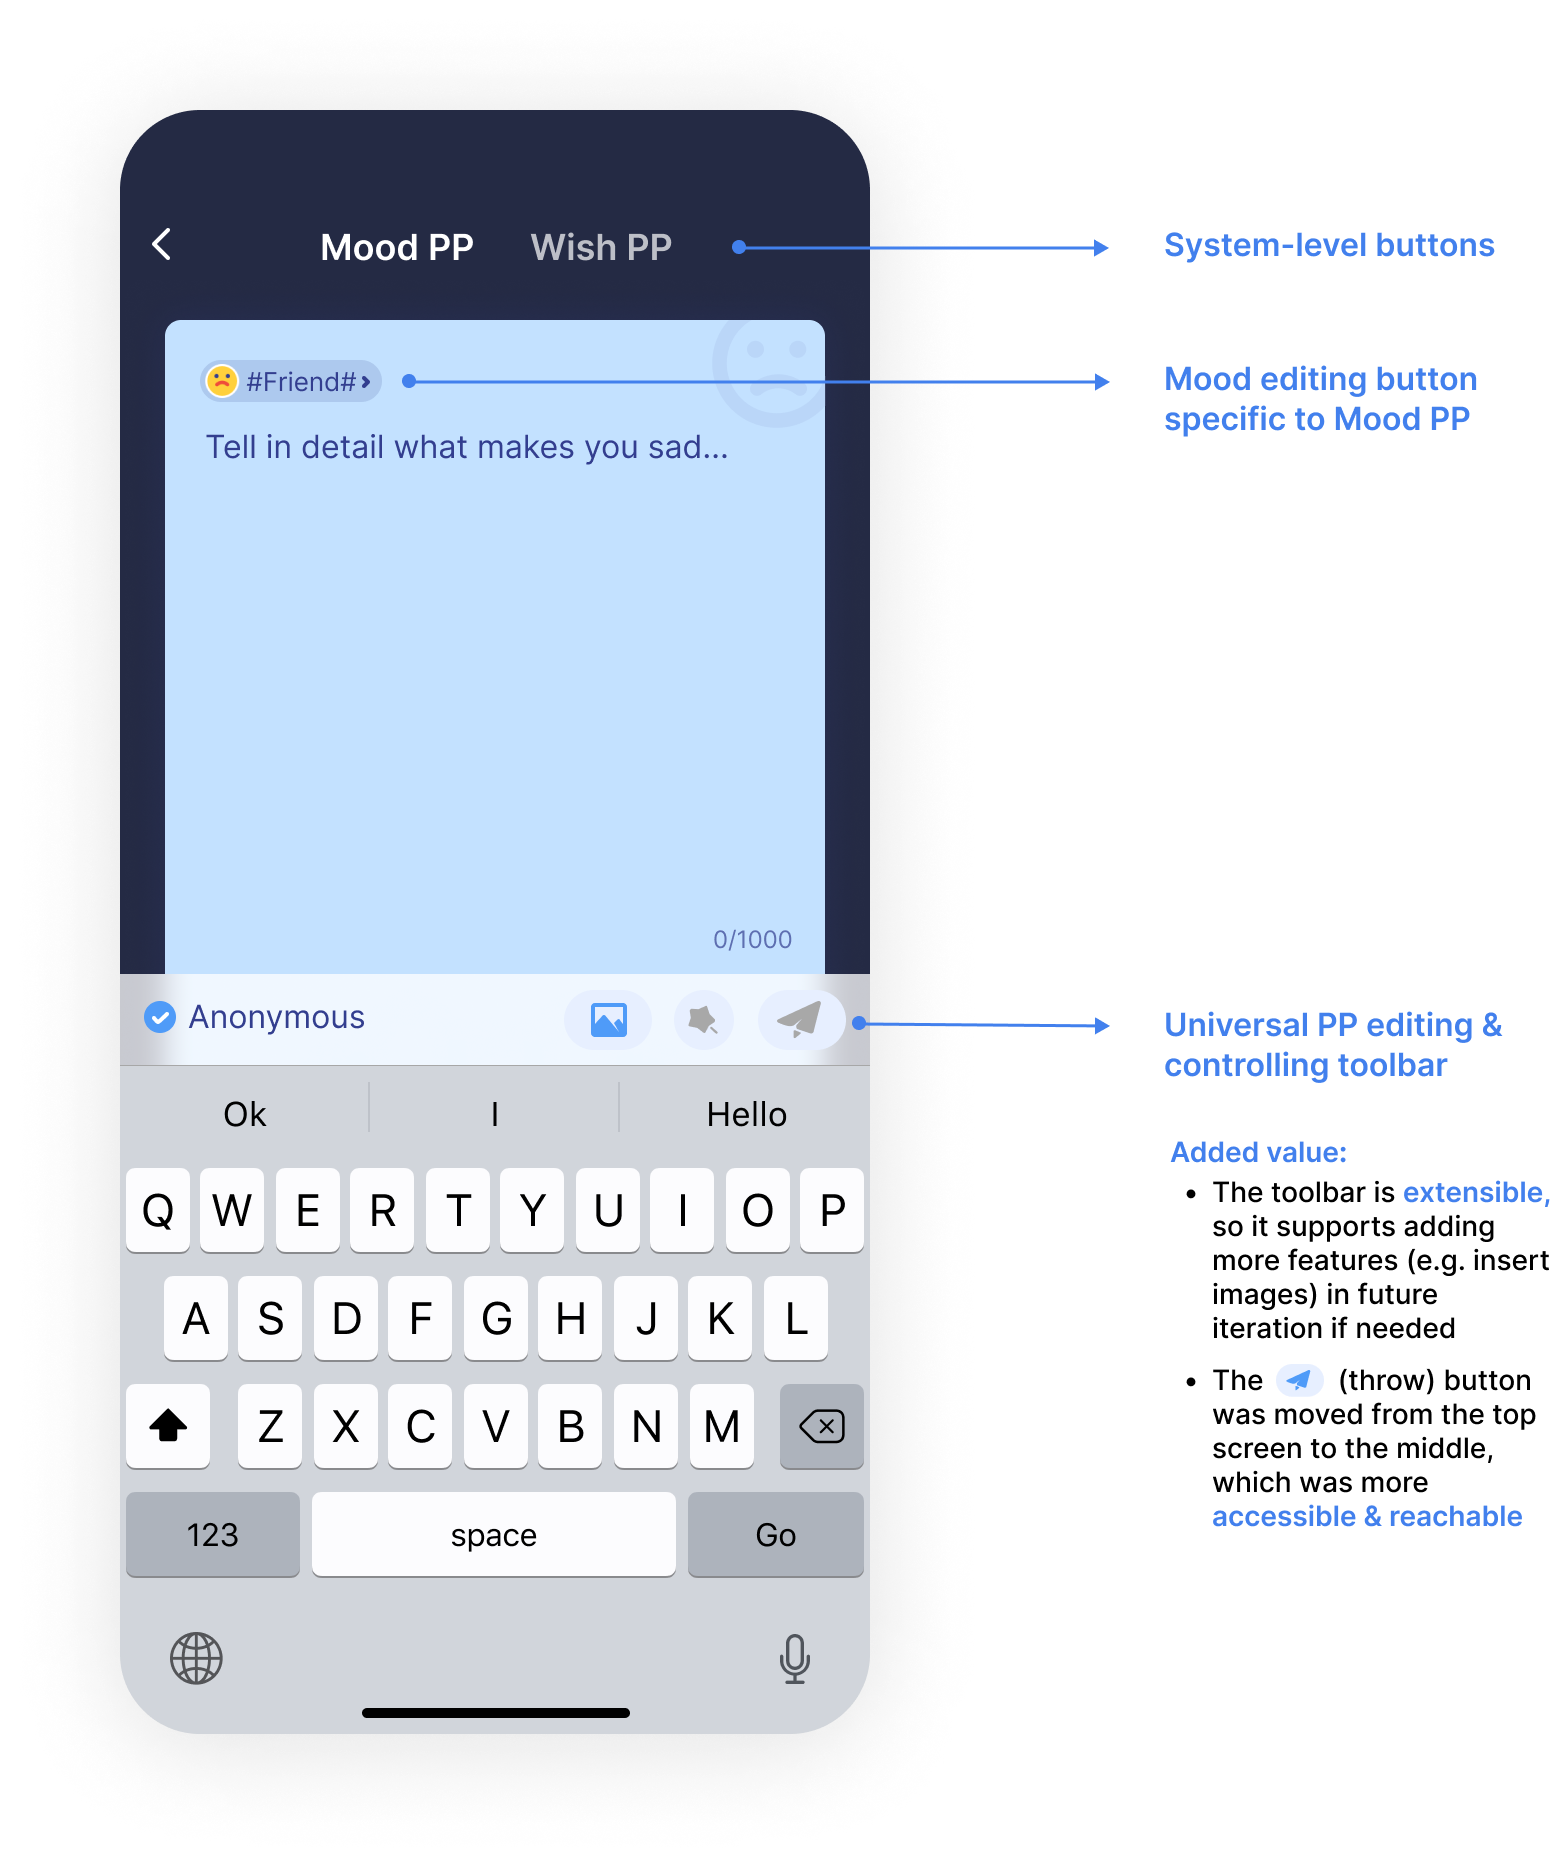 Mood PP Wish PP
System-level buttons
#Friend#
Mood editing button
specific to Mood PP
Tell in detail what makes you sad...
0/1000
Anonymous
Universal PP editing &
controlling toolbar
Ok I Hello
Added value:
• The toolbar is extensible,
so it supports adding
more features (e.g. insert
images) in future
iteration if needed
• The (throw) button
was moved from the top
screen to the middle,
which was more
accessible & reachable
Q W E R T Y U I O P
A S D F G H J K L
Z X C V B N M
123 space Go